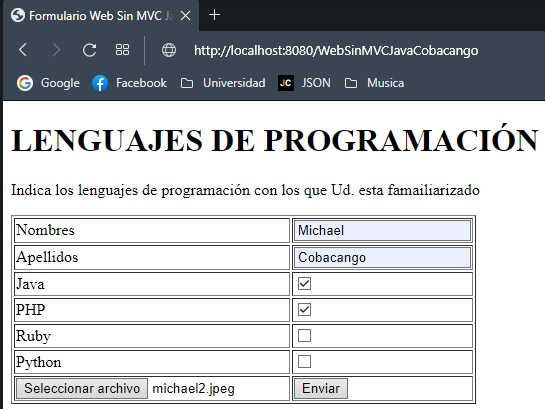 Formulario Web Sin MVC Ja
http://localhost:8080/WebSinMVCJavaCobacango
Google Facebook Universidad JC JSON Musica
LENGUAJES DE PROGRAMACIÓN
Indica los lenguajes de programación con los que Ud. esta famailiarizado
Nombres Michael
Apellidos Cobacango
Java
PHP
Ruby
Python
Seleccionar archivo michael2.jpeg Enviar